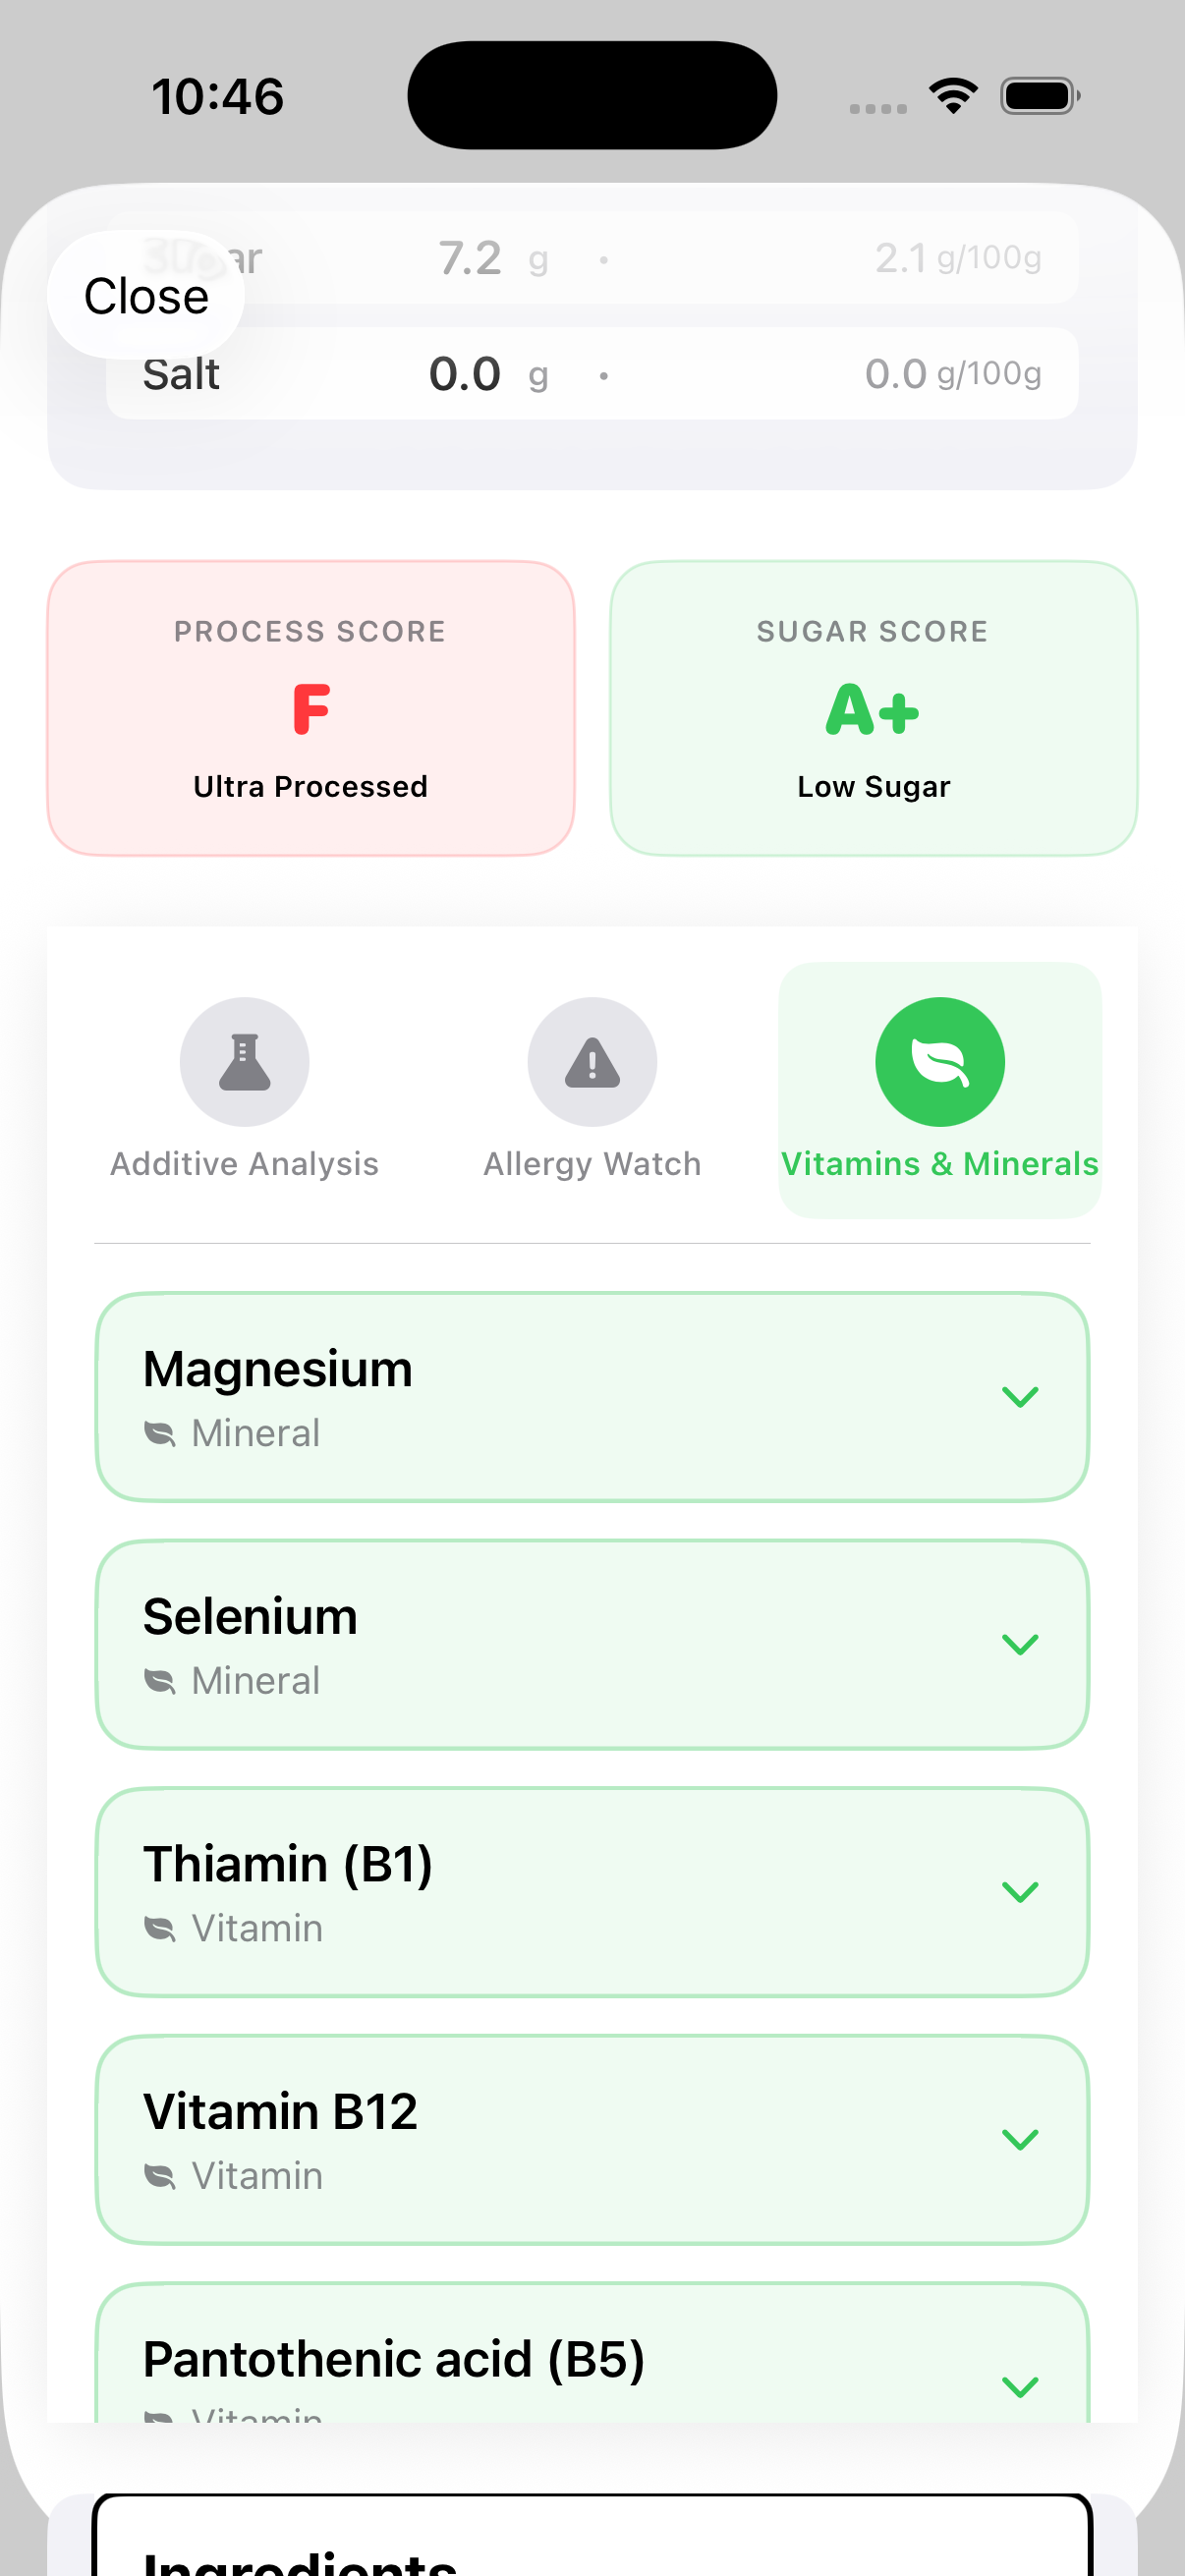 10:46
7.2 g • 2.1 g/100g
Close
Salt 0.0 g • 0.0 g/100g
PROCESS SCORE
F
Ultra Processed
SUGAR SCORE
A+
Low Sugar
Additive Analysis
Allergy Watch
Vitamins & Minerals
Magnesium
Mineral
Selenium
Mineral
Thiamin (B1)
Vitamin
Vitamin B12
Vitamin
Pantothenic acid (B5)
Vitamin
Ingredients